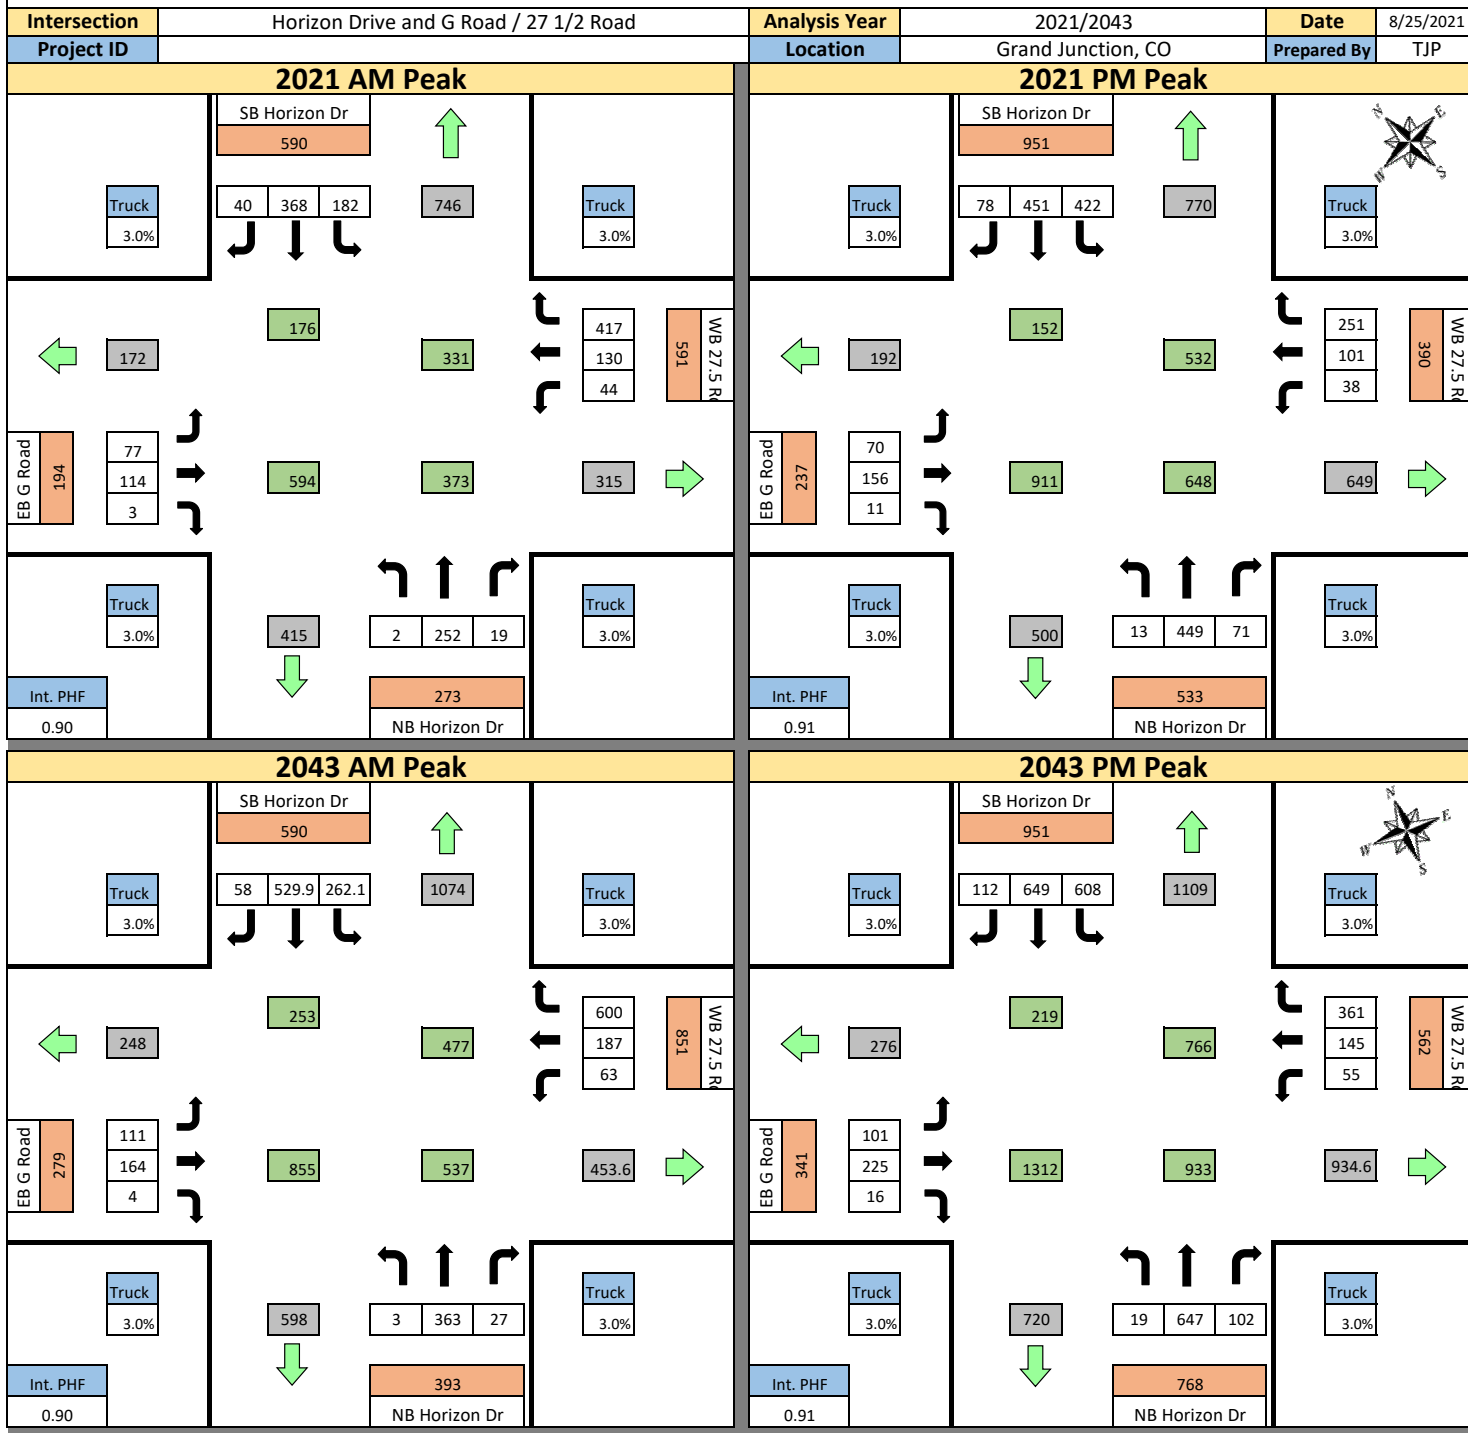 Intersection Horizon Drive and G Road / 27 1/2 Road Analysis Year 2021/2043 Date 8/25/2021
Project ID Location Grand Junction, CO Prepared By TJP
2021 AM Peak
SB Horizon Dr
590
Truck 40 368 182 746 Truck
3.0% 3.0%
176 417
172 331 130 591 WB 27.5 R
44
77
EB G Road 194 114 594 373 315
3
Truck Truck
3.0% 415 2 252 19 3.0%
Int. PHF 273
0.90 NB Horizon Dr
2021 PM Peak
N E
W S
SB Horizon Dr
951
Truck 78 451 422 770 Truck
3.0% 3.0%
152 251
192 532 101 390 WB 27.5 R
38
70
EB G Road 237 156 911 648 649
11
Truck Truck
3.0% 500 13 449 71 3.0%
Int. PHF 533
0.91 NB Horizon Dr
2043 AM Peak
SB Horizon Dr
590
Truck 58 529.9 262.1 1074 Truck
3.0% 3.0%
253 600
248 477 187 851 WB 27.5 R
63
111
EB G Road 279 164 855 537 453.6
4
Truck Truck
3.0% 598 3 363 27 3.0%
Int. PHF 393
0.90 NB Horizon Dr
2043 PM Peak
N E
W S
SB Horizon Dr
951
Truck 112 649 608 1109 Truck
3.0% 3.0%
219 361
276 766 145 562 WB 27.5 R
55
101
EB G Road 341 225 1312 933 934.6
16
Truck Truck
3.0% 720 19 647 102 3.0%
Int. PHF 768
0.91 NB Horizon Dr